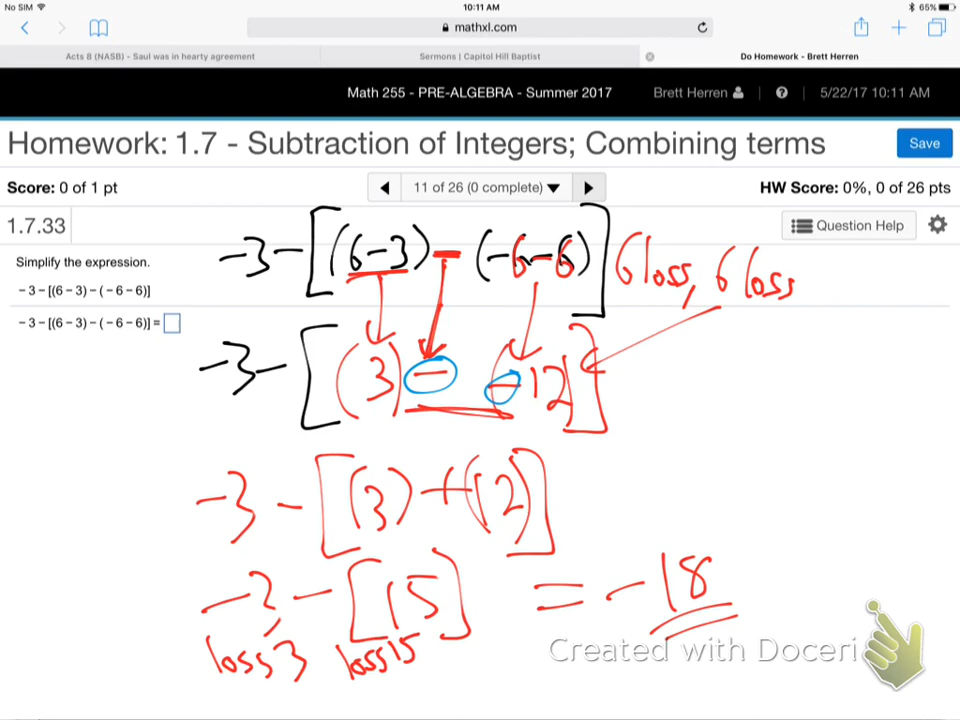 No SIM 10:11 AM 65%
mathxl.com
Acts 8 (NASB) - Saul was in hearty agreement Sermons | Capitol Hill Baptist Do Homework - Brett Herren
Math 255 - PRE-ALGEBRA - Summer 2017 Brett Herren 5/22/17 10:11 AM
Homework: 1.7 - Subtraction of Integers; Combining terms Save
Score: 0 of 1 pt 11 of 26 (0 complete) HW Score: 0%, 0 of 26 pts
1.7.33 Question Help
Simplify the expression.
-3-[(6-3)-(-6-6)]
-3-[(6-3)-(-6-6)] =
-3-[(6-3)-(-6-6)] 6 loss, 6 loss
-3-[(3)-(-12)]
-3-[(3)+(12)]
-3-[15] = -18
loss 3 loss 15
Created with Doceri